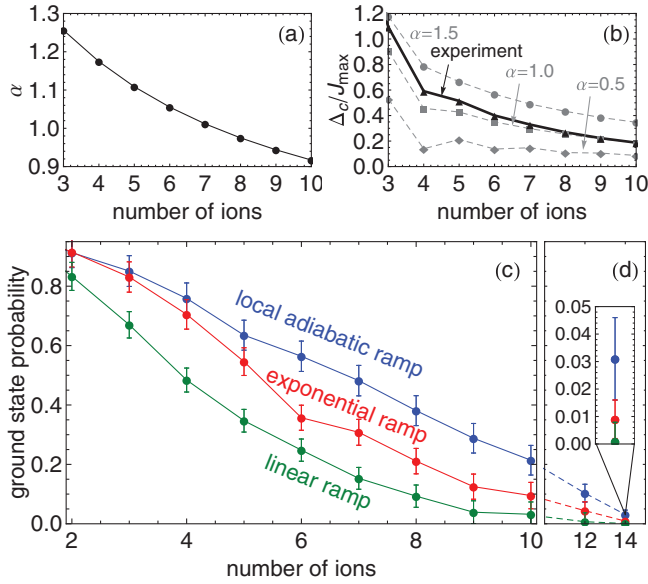 1.3
1.2
1.1
1.0
0.9
α
(a)
3 4 5 6 7 8 9 10
number of ions
1.2
1.0
0.8
0.6
0.4
0.2
0.0
Δc/Jmax
(b)
α=1.5
experiment
α=1.0
α=0.5
3 4 5 6 7 8 9 10
number of ions
0.8
0.6
0.4
0.2
0.0
ground state probability
(c)
local adiabatic ramp
exponential ramp
linear ramp
2 4 6 8 10
number of ions
(d)
0.05
0.04
0.03
0.02
0.01
0.00
12 14